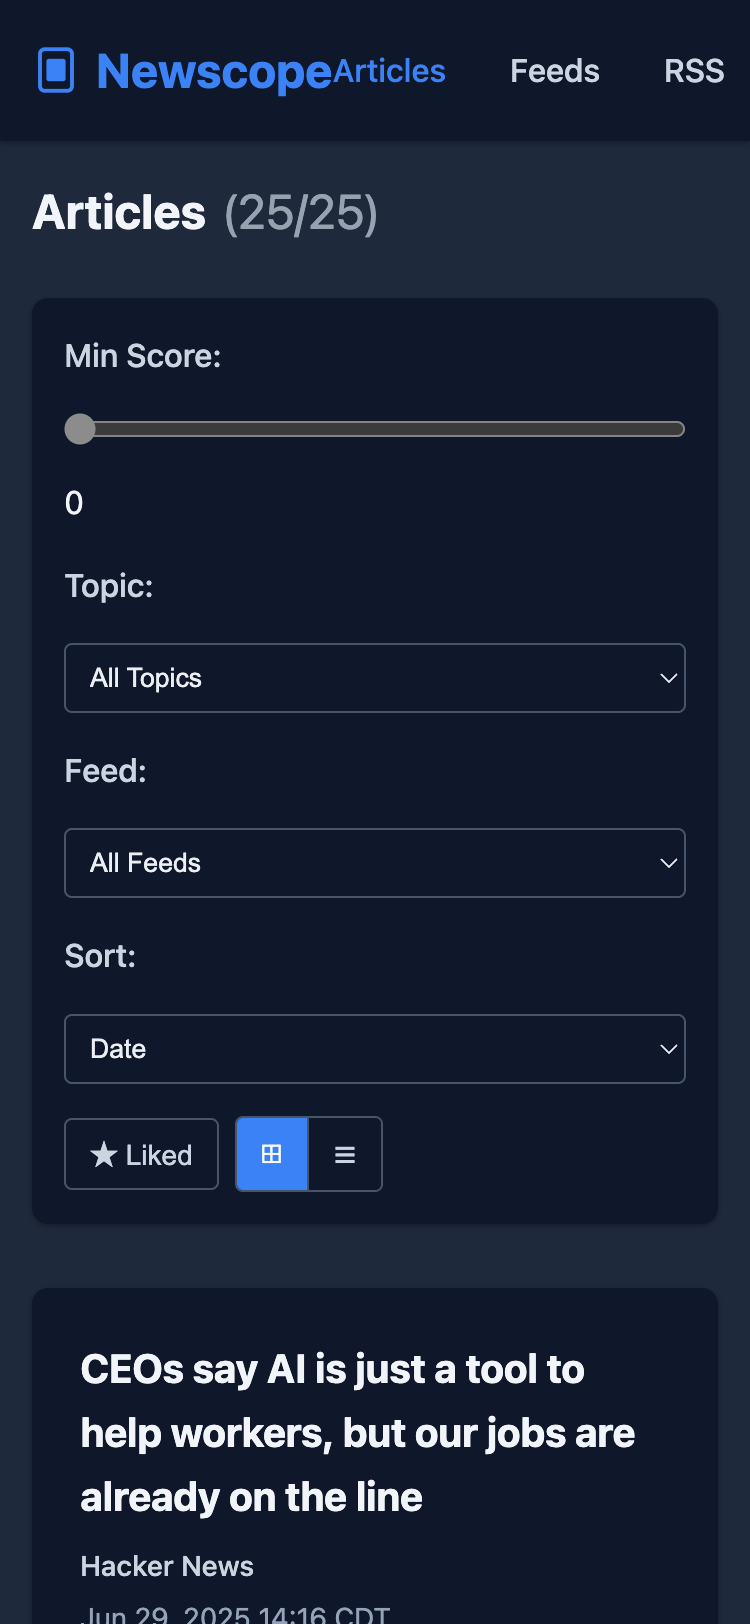 Newscope Articles Feeds RSS
Articles (25/25)
Min Score:
0
Topic:
All Topics
Feed:
All Feeds
Sort:
Date
★ Liked
CEOs say AI is just a tool to
help workers, but our jobs are
already on the line
Hacker News
Jun 29, 2025 14:16 CDT